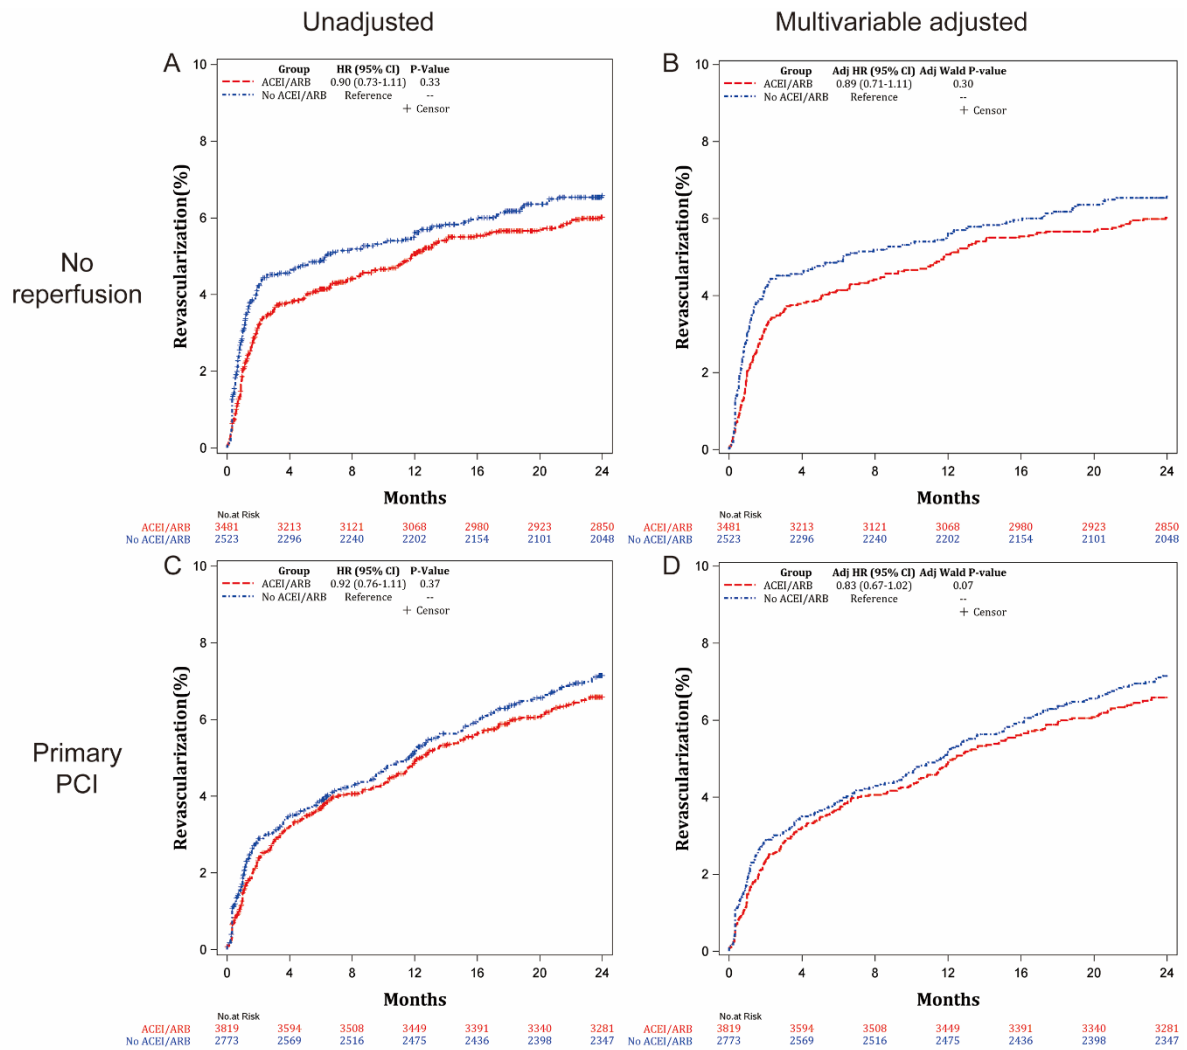 Unadjusted
Multivariable adjusted
No
reperfusion
A
Group HR (95% CI) P-Value
ACEI/ARB 0.90 (0.73-1.11) 0.33
No ACEI/ARB Reference --
+ Censor
10
8
6
4
2
0
Revascularization(%)
0 4 8 12 16 20 24
Months
No.at Risk
ACEI/ARB 3481 3213 3121 3068 2980 2923 2850
No ACEI/ARB 2523 2296 2240 2202 2154 2101 2048
B
Group Adj HR (95% CI) Adj Wald P-value
ACEI/ARB 0.89 (0.71-1.11) 0.30
No ACEI/ARB Reference --
+ Censor
10
8
6
4
2
0
Revascularization(%)
0 4 8 12 16 20 24
Months
No.at Risk
ACEI/ARB 3481 3213 3121 3068 2980 2923 2850
No ACEI/ARB 2523 2296 2240 2202 2154 2101 2048
Primary
PCI
C
Group HR (95% CI) P-Value
ACEI/ARB 0.92 (0.76-1.11) 0.37
No ACEI/ARB Reference --
+ Censor
10
8
6
4
2
0
Revascularization(%)
0 4 8 12 16 20 24
Months
No.at Risk
ACEI/ARB 3819 3594 3508 3449 3391 3340 3281
No ACEI/ARB 2773 2569 2516 2475 2436 2398 2347
D
Group Adj HR (95% CI) Adj Wald P-value
ACEI/ARB 0.83 (0.67-1.02) 0.07
No ACEI/ARB Reference --
+ Censor
10
8
6
4
2
0
Revascularization(%)
0 4 8 12 16 20 24
Months
No.at Risk
ACEI/ARB 3819 3594 3508 3449 3391 3340 3281
No ACEI/ARB 2773 2569 2516 2475 2436 2398 2347